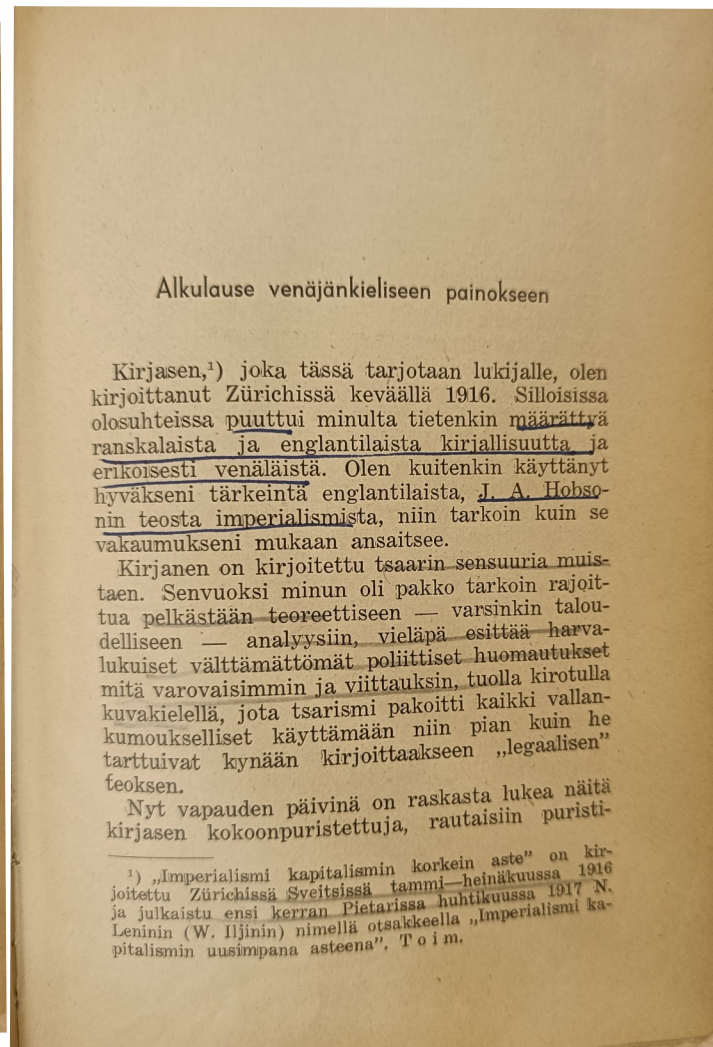 Alkulause venäjänkieliseen painokseen
Kirjasen,¹) joka tässä tarjotaan lukijalle, olen
kirjoittanut Zürichissä keväällä 1916. Silloisissa
olosuhteissa puuttui minulta tietenkin määrättyä
ranskalaista ja englantilaista kirjallisuutta ja
erikoisesti venäläistä. Olen kuitenkin käyttänyt
hyväkseni tärkeintä englantilaista, J. A. Hobso-
nin teosta imperialismista, niin tarkoin kuin se
vakaumukseni mukaan ansaitsee.
Kirjanen on kirjoitettu tsaarin sensuuria muis-
taen. Senvuoksi minun oli pakko tarkoin rajoit-
tua pelkästään teoreettiseen — varsinkin talou-
delliseen — analyysiin, vieläpä esittää harva-
lukuiset välttämättömät poliittiset huomautukset
mitä varovaisimmin ja viittauksin, tuolla kirotulla
kuvakielellä, jota tsarismi pakoitti kaikki vallan-
kumoukselliset käyttämään niin pian kuin he
tarttuivat kynään kirjoittaakseen „legaalisen”
teoksen.
Nyt vapauden päivinä on raskasta lukea näitä
kirjasen kokoonpuristettuja, rautaisiin puristi-
¹) „Imperialismi kapitalismin korkein aste” on kir-
joitettu Zürichissä Sveitsissä tammi—heinäkuussa 1916
ja julkaistu ensi kerran Pietarissa huhtikuussa 1917 N.
Leninin (W. Iljinin) nimellä otsakkeella „Imperialismi ka-
pitalismin uusimpana asteena”. Toim.